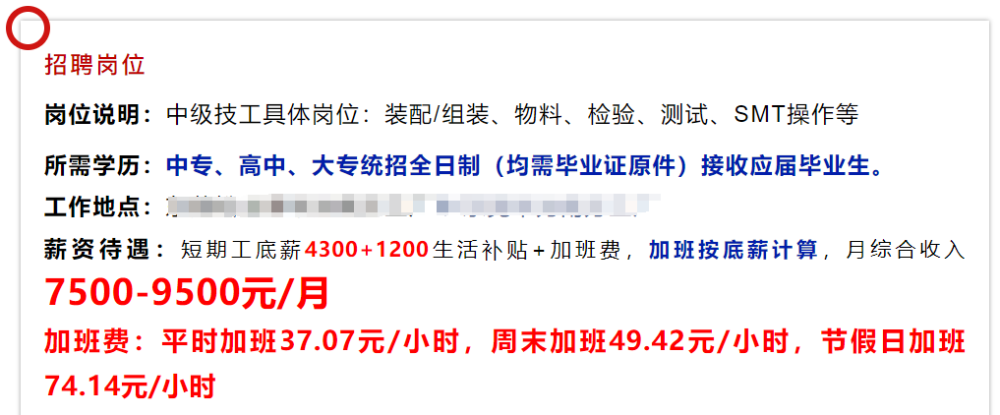 招聘岗位
岗位说明：中级技工具体岗位：装配/组装、物料、检验、测试、SMT操作等
所需学历：中专、高中、大专统招全日制（均需毕业证原件）接收应届毕业生。
工作地点：
薪资待遇：短期工底薪4300+1200生活补贴+加班费，加班按底薪计算，月综合收入
7500-9500元/月
加班费：平时加班37.07元/小时，周末加班49.42元/小时，节假日加班
74.14元/小时